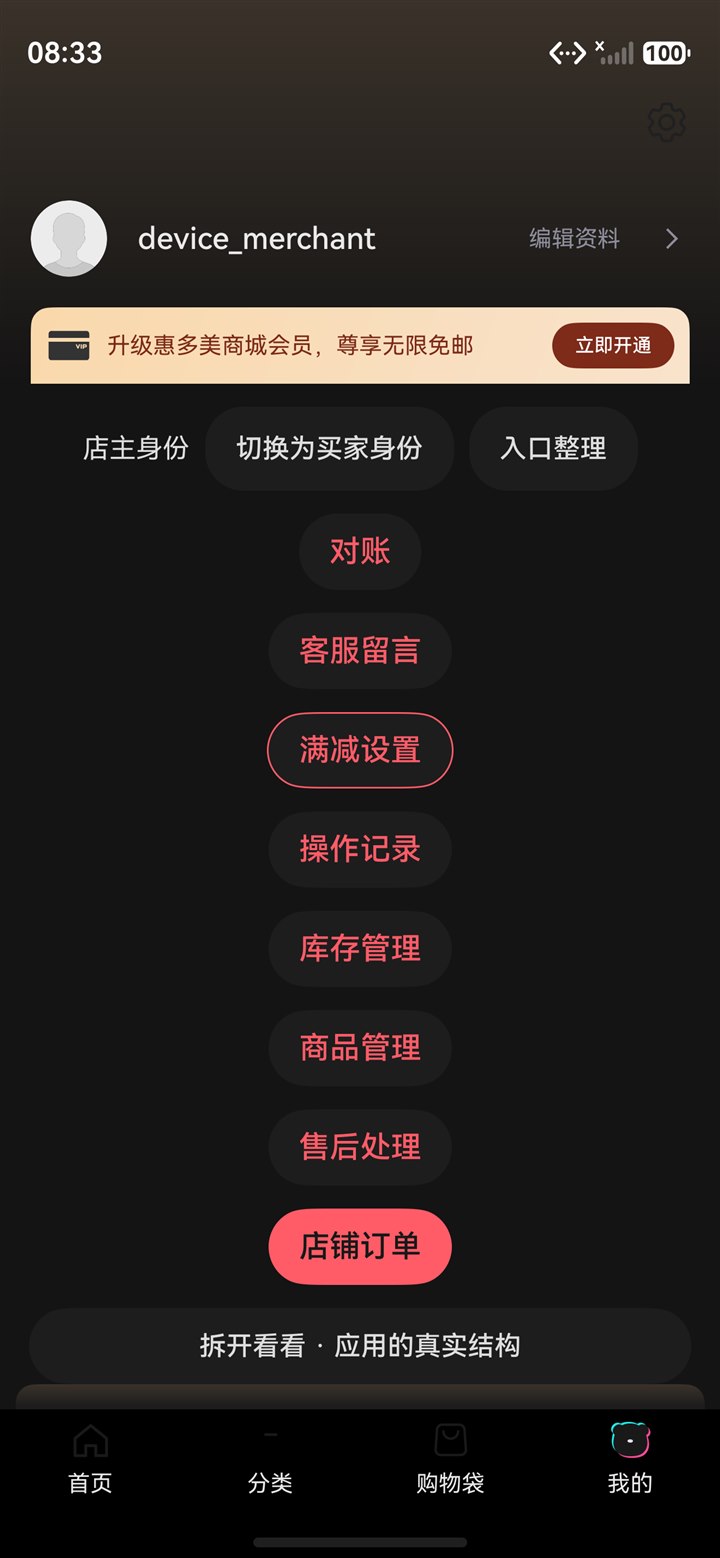 08:33
100
device_merchant
编辑资料
VIP
升级惠多美商城会员，尊享无限免邮
立即开通
店主身份
切换为买家身份
入口整理
对账
客服留言
满减设置
操作记录
库存管理
商品管理
售后处理
店铺订单
拆开看看 · 应用的真实结构
首页
分类
购物袋
我的